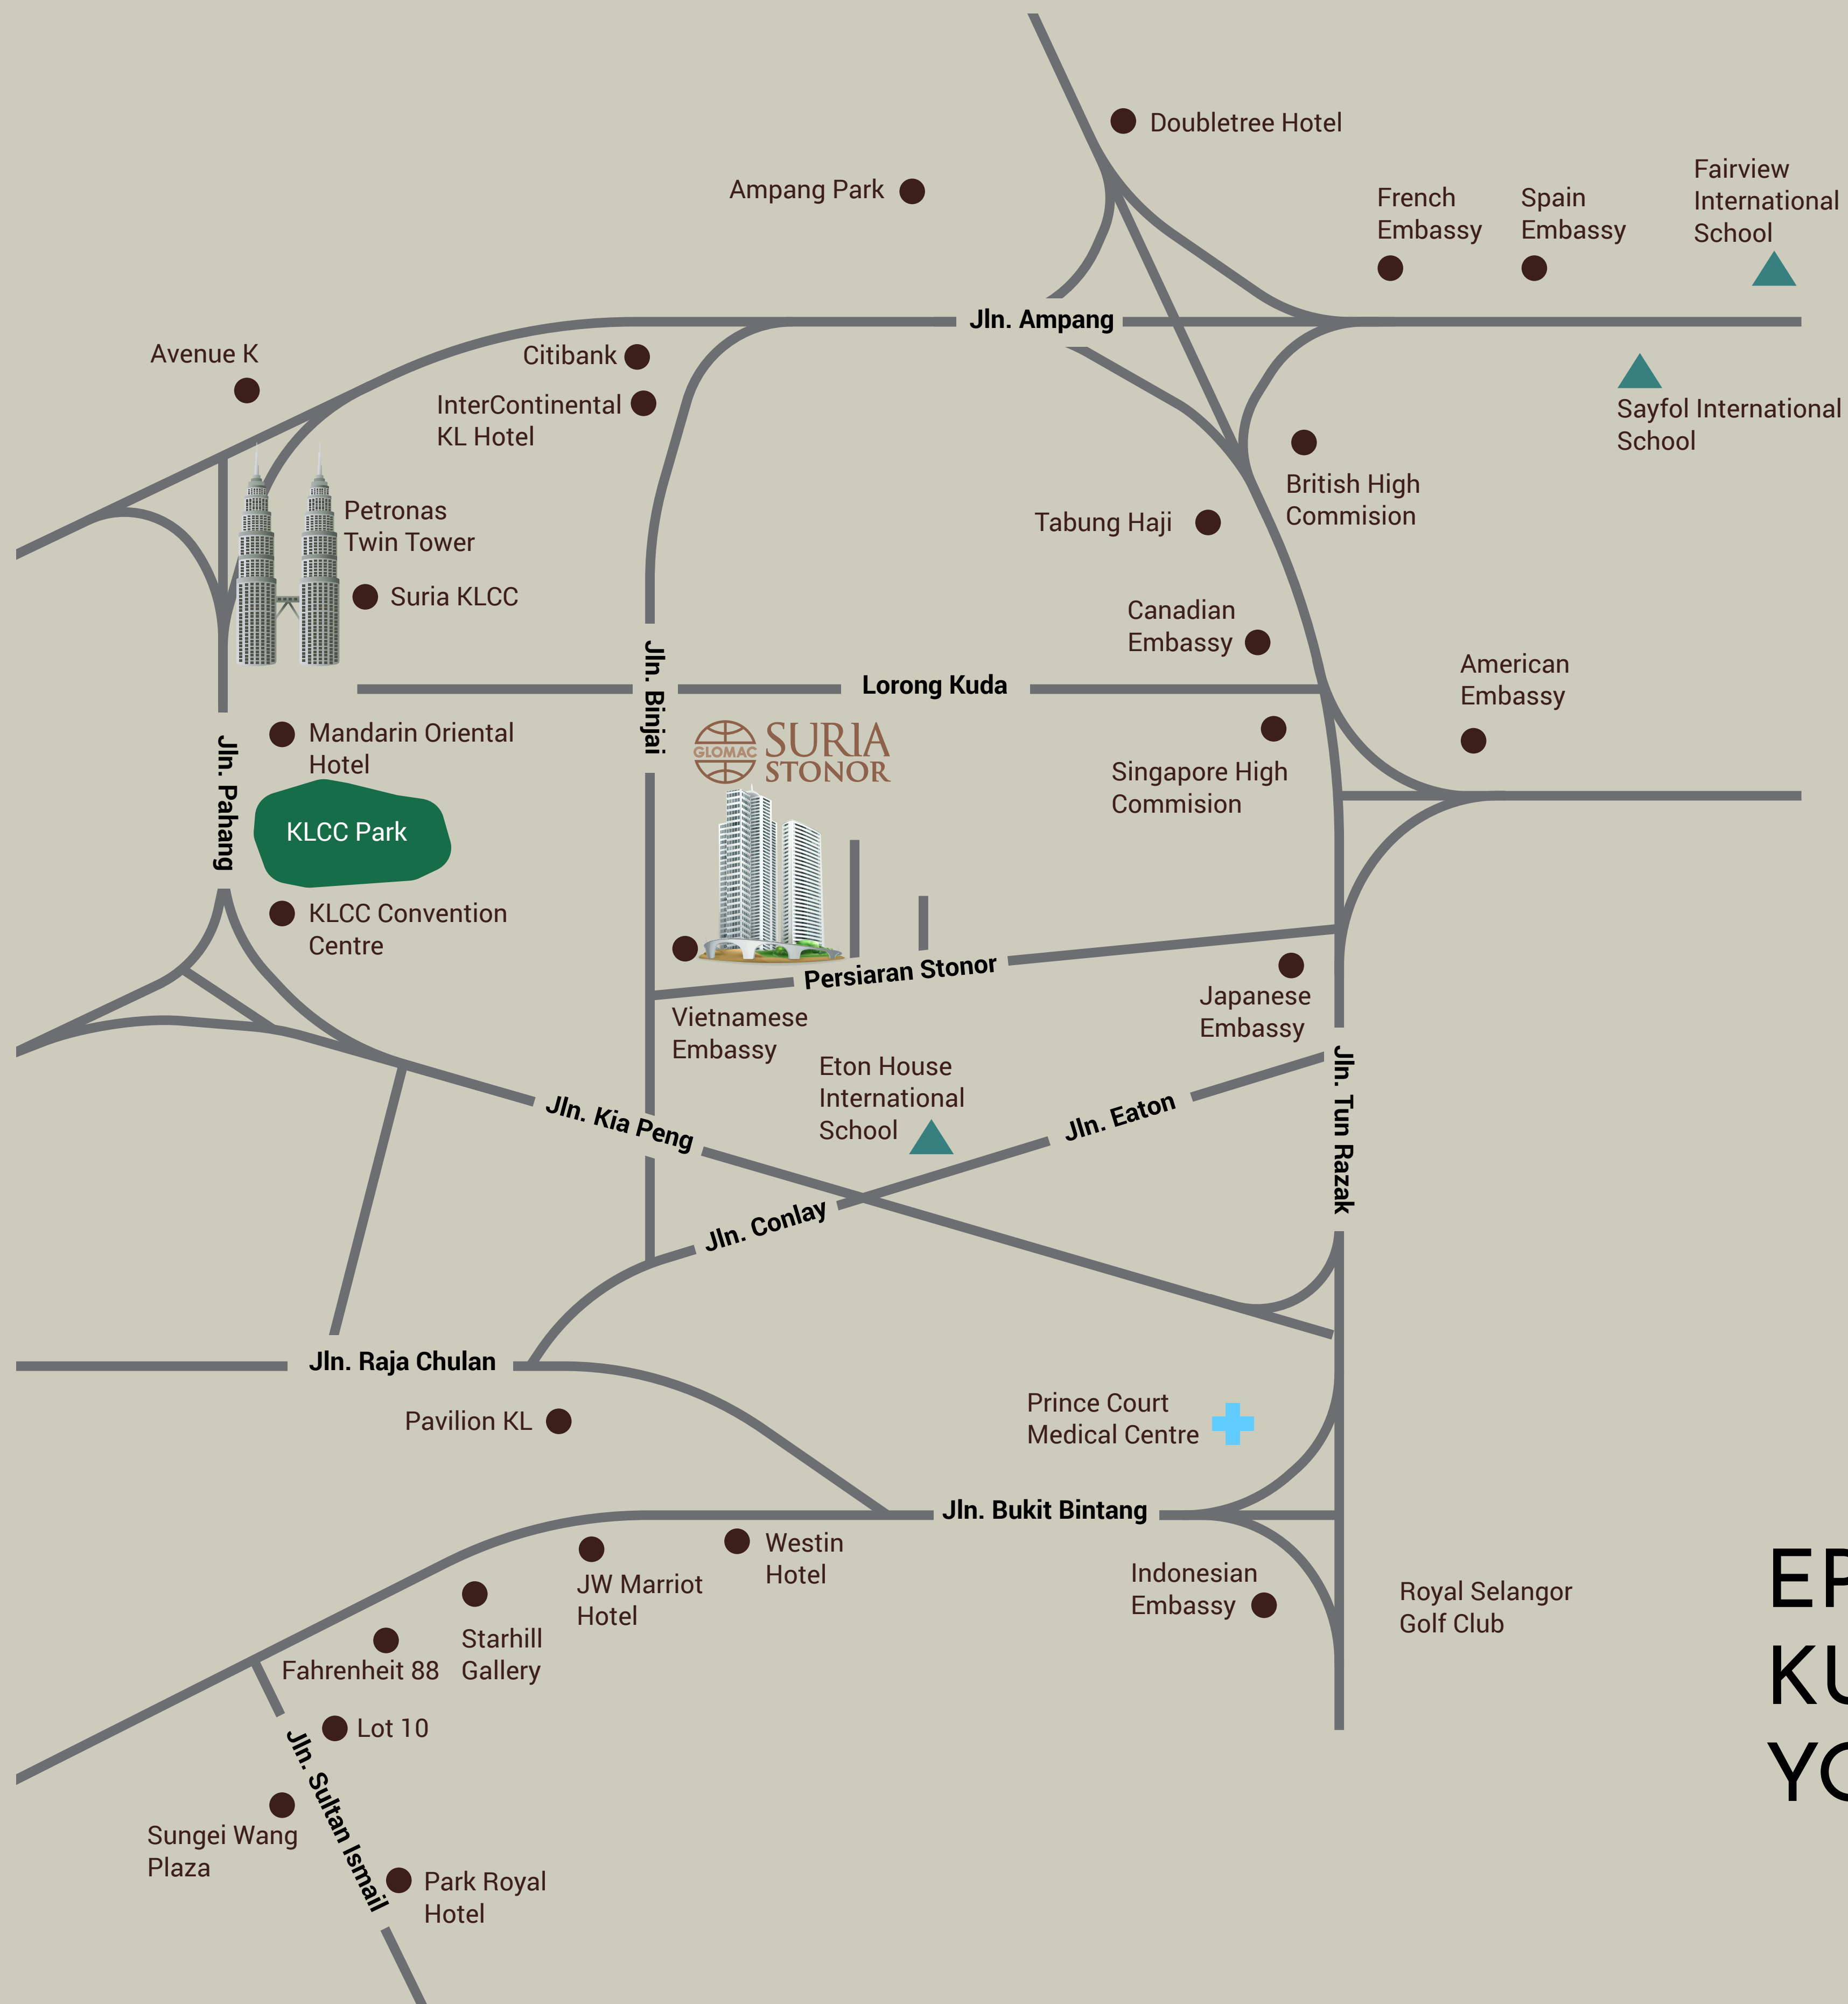 Doubletree Hotel
Ampang Park
French
Embassy
Spain
Embassy
Fairview
International
School
Jln. Ampang
Avenue K
Citibank
InterContinental
KL Hotel
Sayfol International
School
British High
Commision
Petronas
Twin Tower
Tabung Haji
Suria KLCC
Canadian
Embassy
American
Embassy
Jln. Binjai
Lorong Kuda
Mandarin Oriental
Hotel
Jln. Pahang
GLOMAC
SURIA
STONOR
Singapore High
Commision
KLCC Park
KLCC Convention
Centre
Persiaran Stonor
Vietnamese
Embassy
Japanese
Embassy
Eton House
International
School
Jln. Kia Peng
Jln. Eaton
Jln. Tun Razak
Jln. Conlay
Jln. Raja Chulan
Pavilion KL
Prince Court
Medical Centre
Jln. Bukit Bintang
Westin
Hotel
JW Marriot
Hotel
Indonesian
Embassy
Royal Selangor
Golf Club
Starhill
Gallery
Fahrenheit 88
Lot 10
Jln. Sultan Ismail
Sungei Wang
Plaza
Park Royal
Hotel